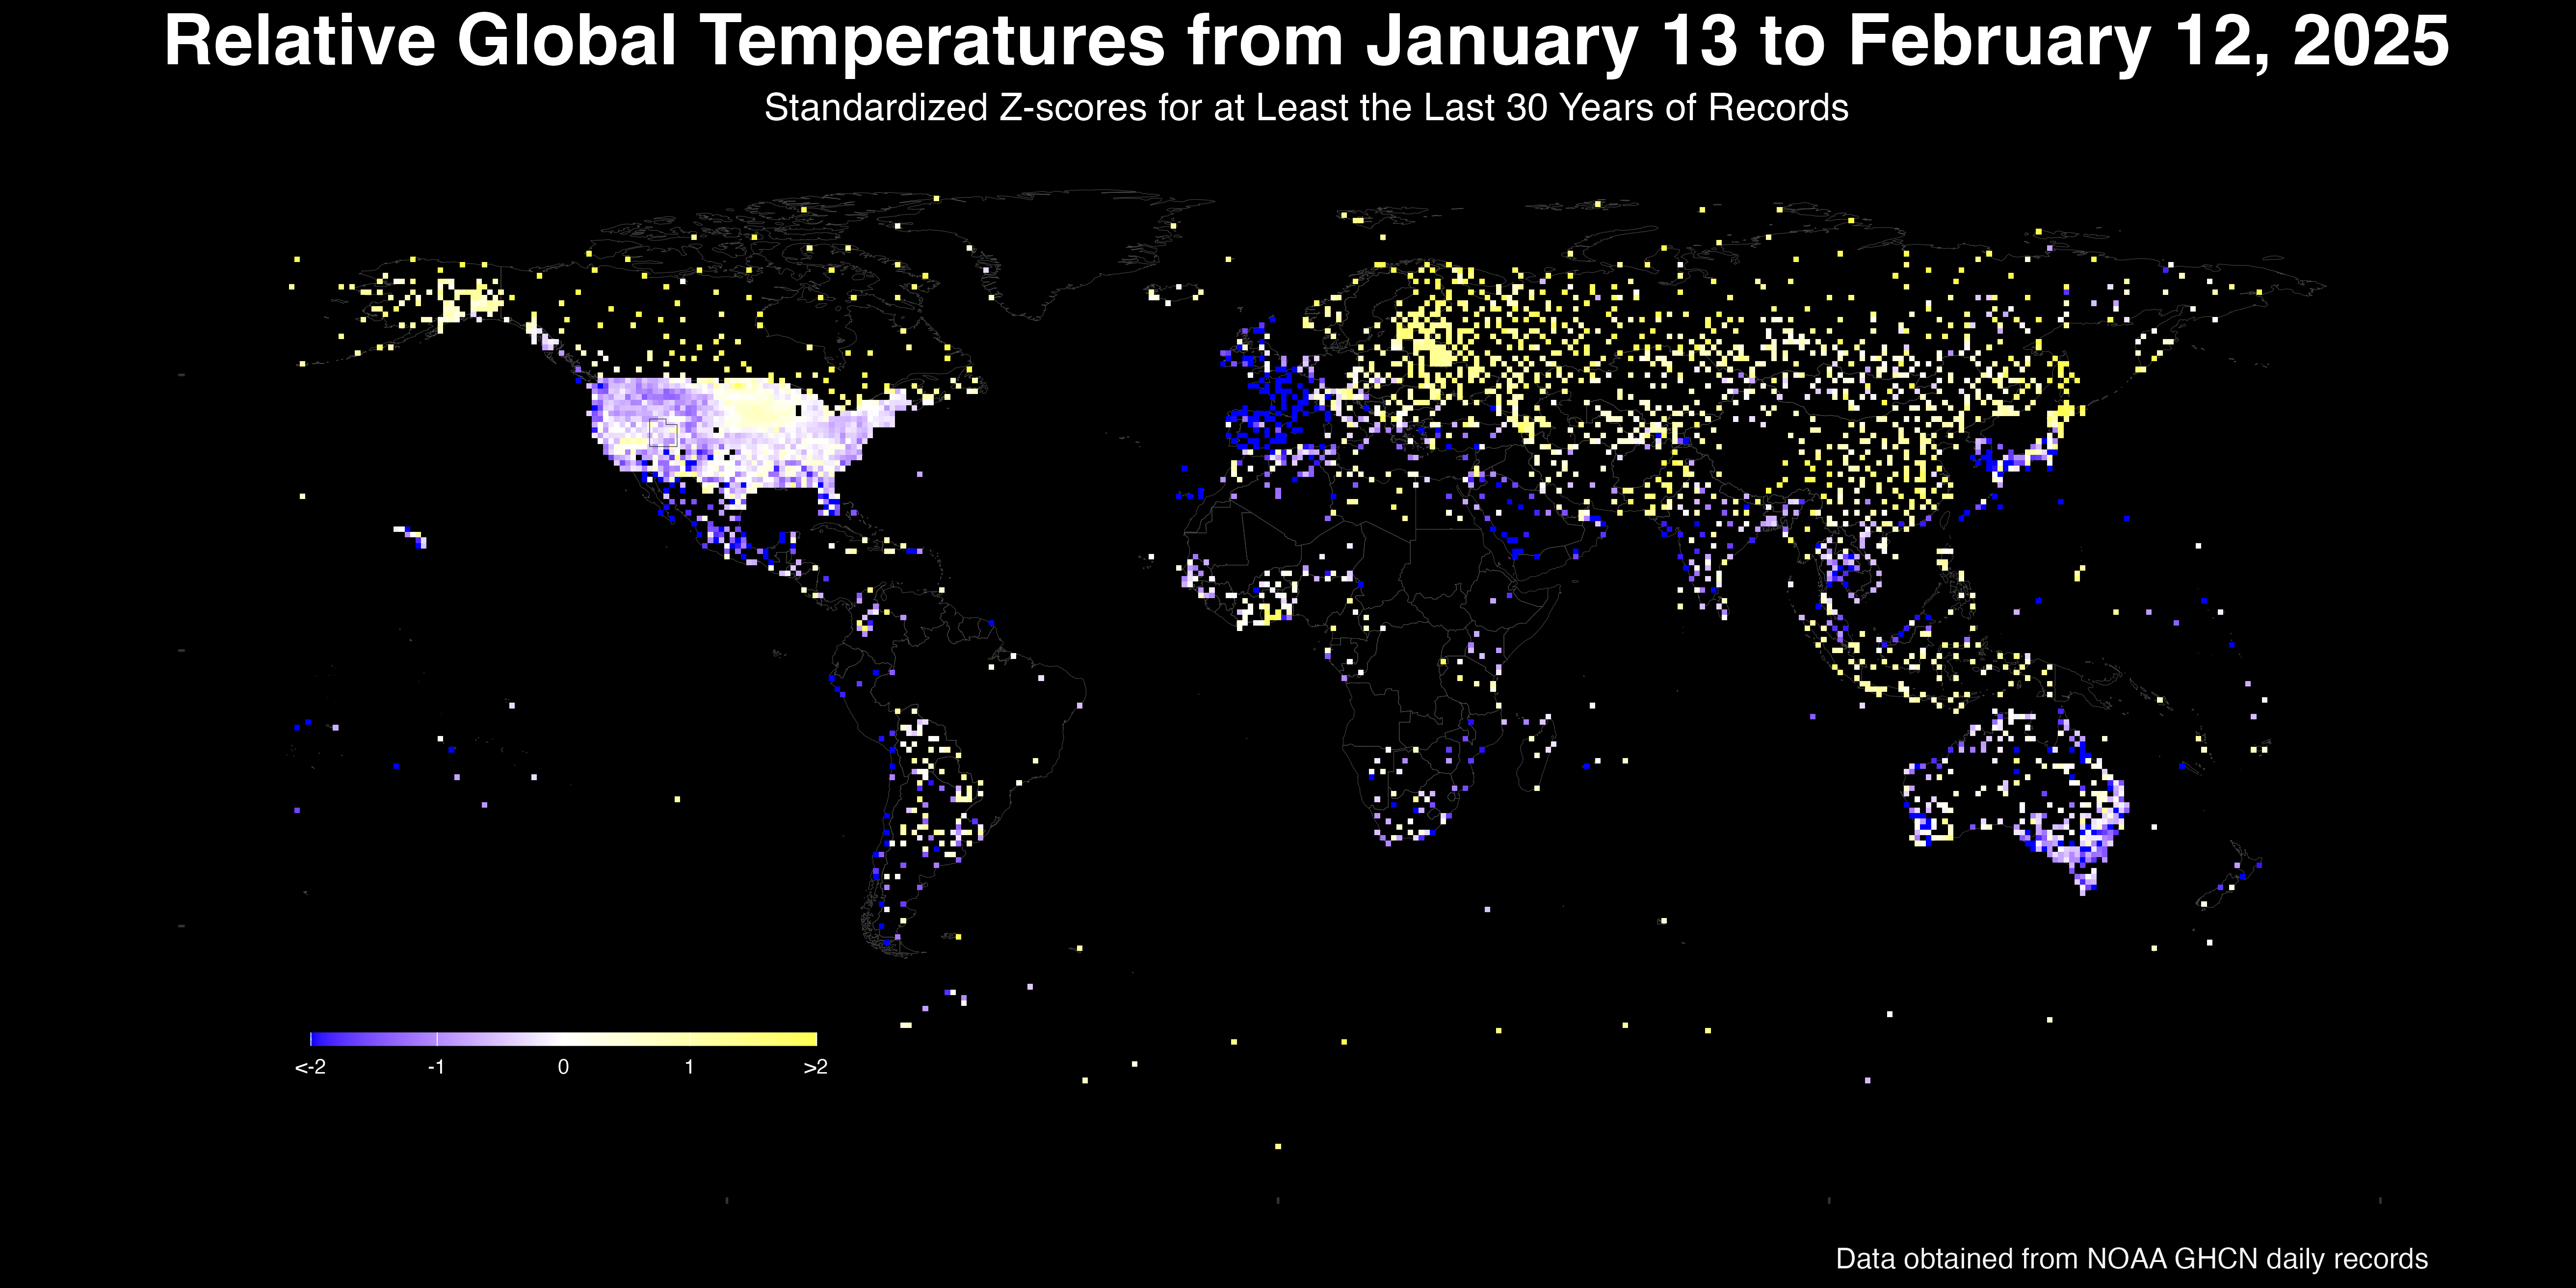 Relative Global Temperatures from January 13 to February 12, 2025
Standardized Z-scores for at Least the Last 30 Years of Records
<-2 -1 0 1 >2
Data obtained from NOAA GHCN daily records